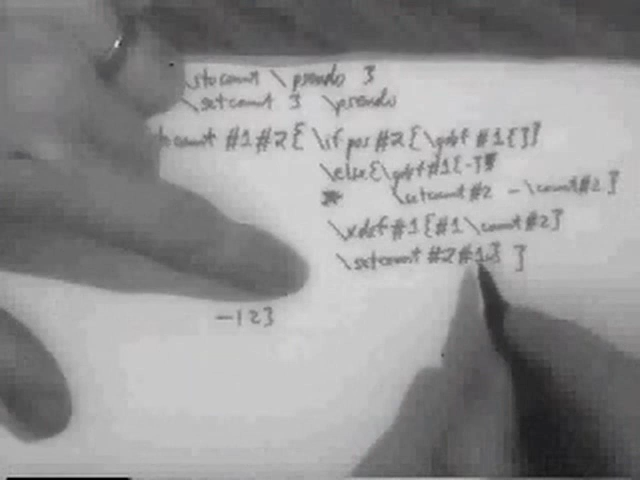 \stocount \pseudo 3
\setcount 3 \pseudo
tocount #1#2{\ifpos #2{\gdef #1{}}
\else{\gdef#1{-}
\setcount#2 -\count#2}
\xdef#1{#1\count#2}
\setcount #2#1}}
-123